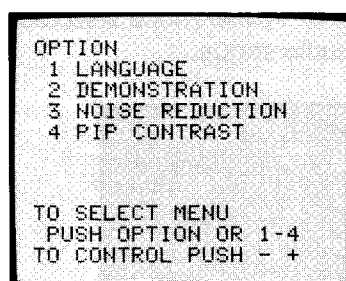 OPTION
1 LANGUAGE
2 DEMONSTRATION
3 NOISE REDUCTION
4 PIP CONTRAST
TO SELECT MENU
PUSH OPTION OR 1-4
TO CONTROL PUSH - +